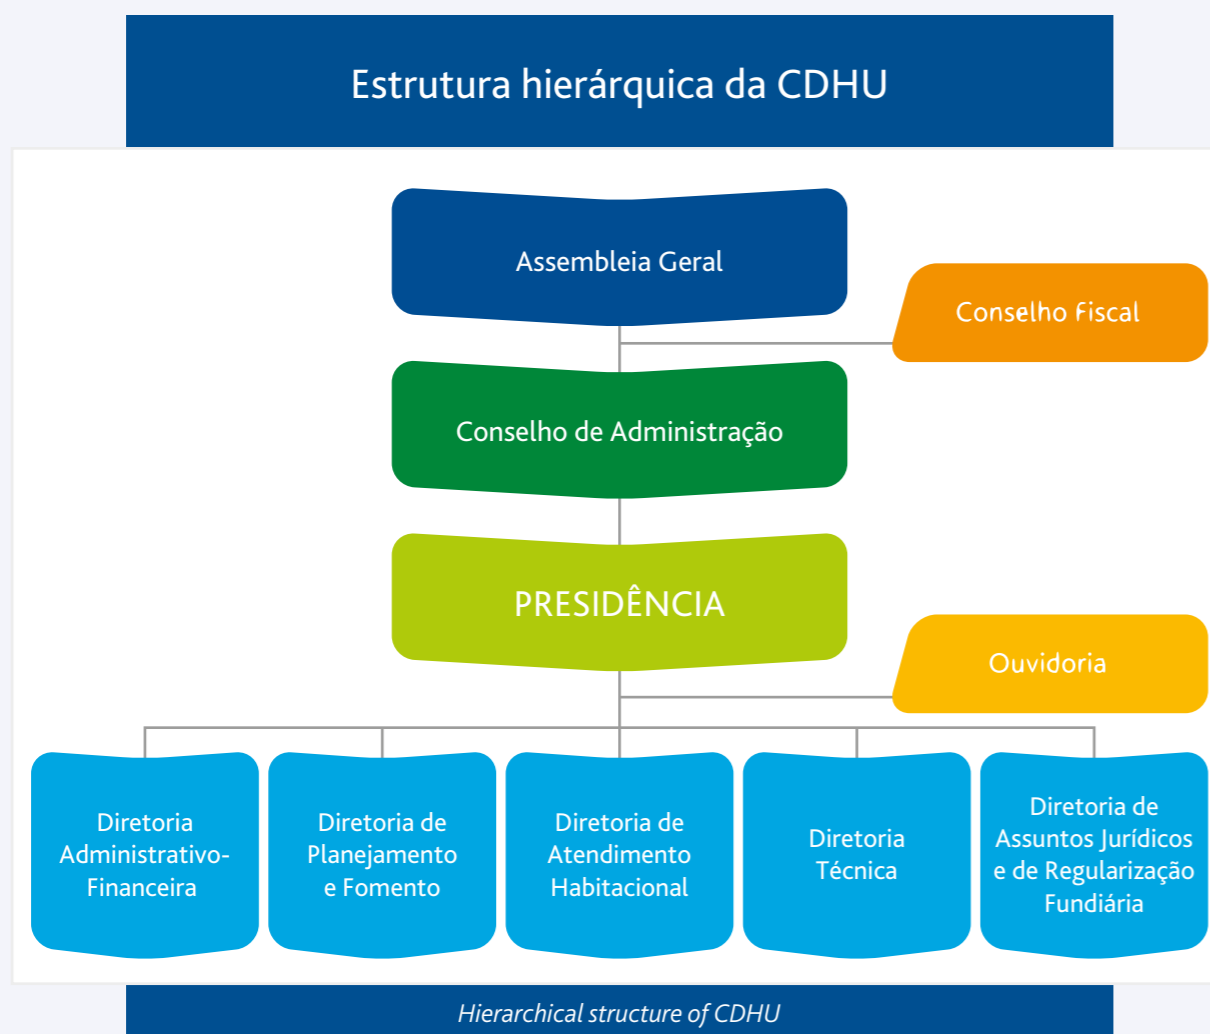 Estrutura hierárquica da CDHU
Assembleia Geral
Conselho Fiscal
Conselho de Administração
PRESIDÊNCIA
Ouvidoria
Diretoria
Administrativo-
Financeira
Diretoria de
Planejamento
e Fomento
Diretoria de
Atendimento
Habitacional
Diretoria
Técnica
Diretoria de
Assuntos Jurídicos
e de Regularização
Fundiária
Hierarchical structure of CDHU